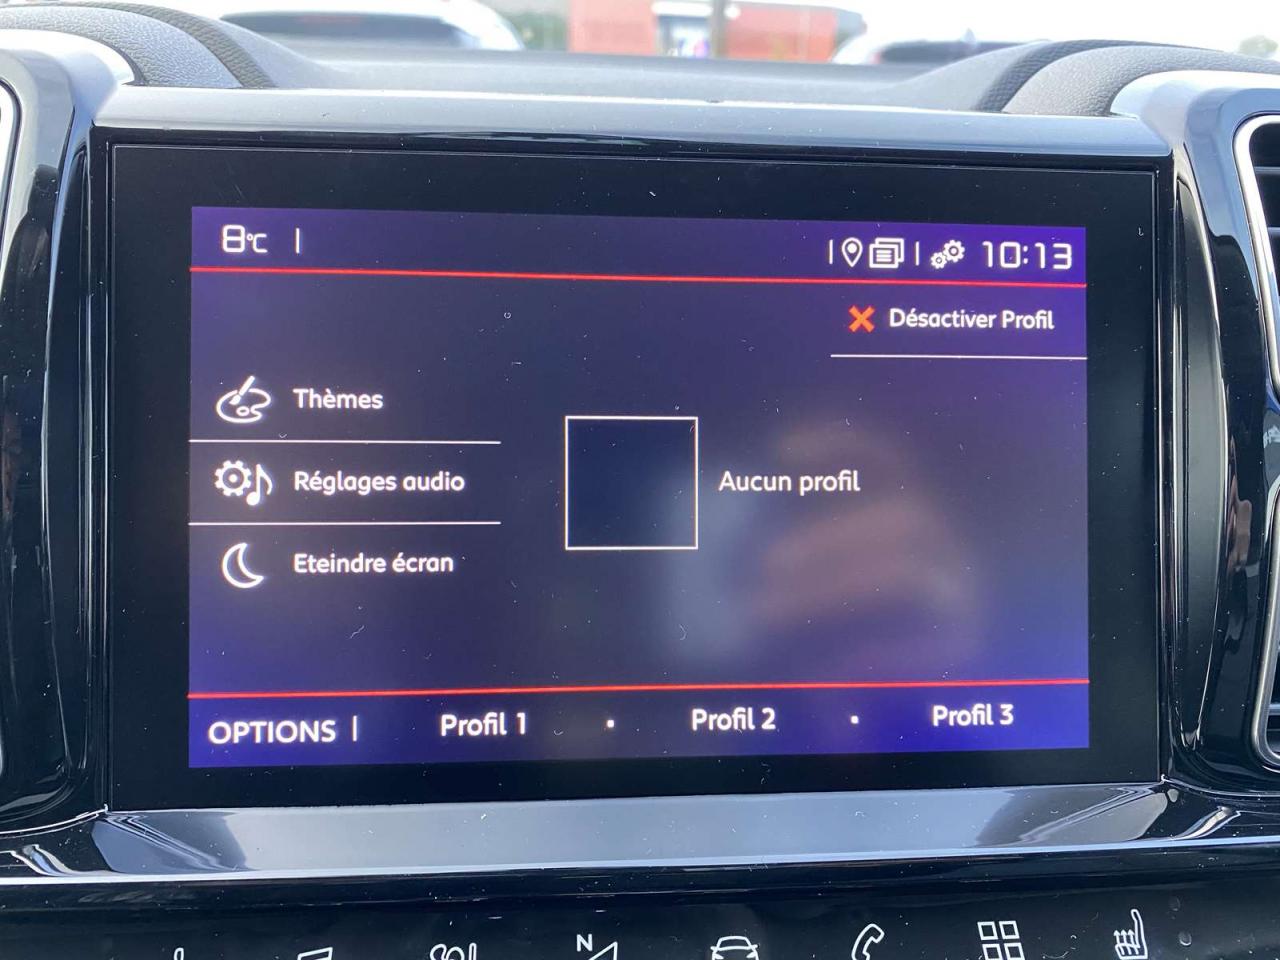 8°C
10:13
Désactiver Profil
Thèmes
Réglages audio
Aucun profil
Eteindre écran
OPTIONS
Profil 1
Profil 2
Profil 3
N